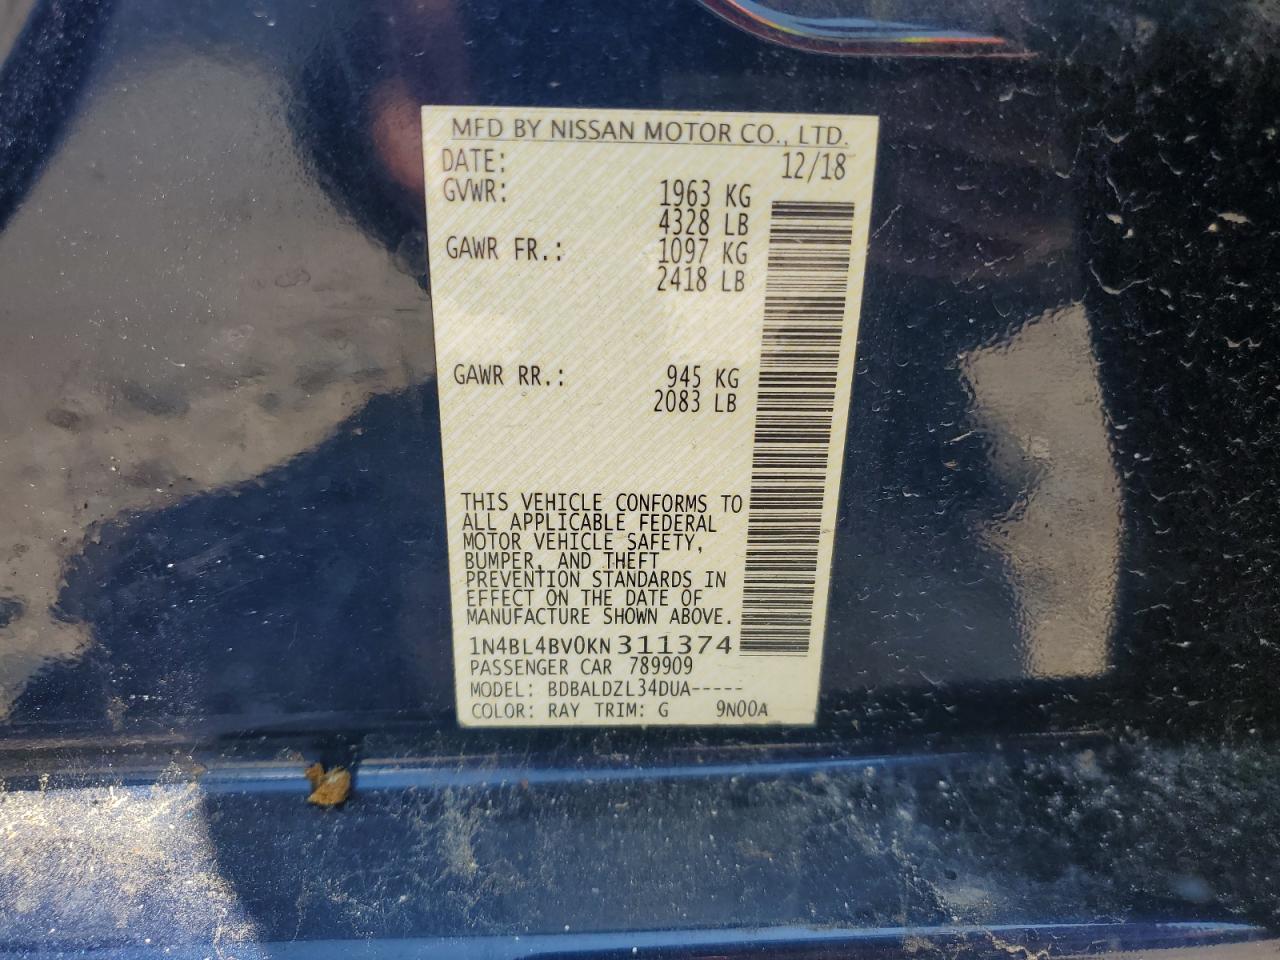 MFD BY NISSAN MOTOR CO., LTD.
DATE: 12/18
GVWR: 1963 KG
4328 LB
GAWR FR.: 1097 KG
2418 LB
GAWR RR.: 945 KG
2083 LB
THIS VEHICLE CONFORMS TO
ALL APPLICABLE FEDERAL
MOTOR VEHICLE SAFETY,
BUMPER, AND THEFT
PREVENTION STANDARDS IN
EFFECT ON THE DATE OF
MANUFACTURE SHOWN ABOVE.
1N4BL4BV0KN311374
PASSENGER CAR 789909
MODEL: BDBALDZL34DUA-----
COLOR: RAY TRIM: G 9N00A